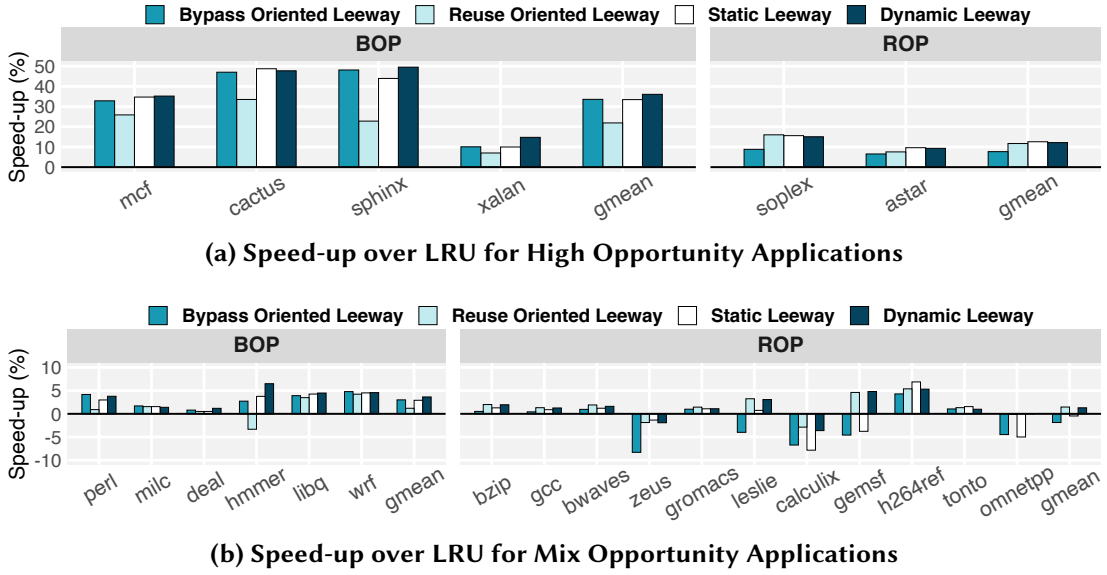 Bypass Oriented Leeway Reuse Oriented Leeway Static Leeway Dynamic Leeway
BOP ROP
Speed-up (%)
50
40
30
20
10
0
mcf cactus sphinx xalan gmean soplex astar gmean
(a) Speed-up over LRU for High Opportunity Applications
Bypass Oriented Leeway Reuse Oriented Leeway Static Leeway Dynamic Leeway
BOP ROP
Speed-up (%)
10
5
0
-5
-10
perl milc deal hmmer libq wrf gmean bzip gcc bwaves zeus gromacs leslie calculix gemsf h264ref tonto omnetpp gmean
(b) Speed-up over LRU for Mix Opportunity Applications